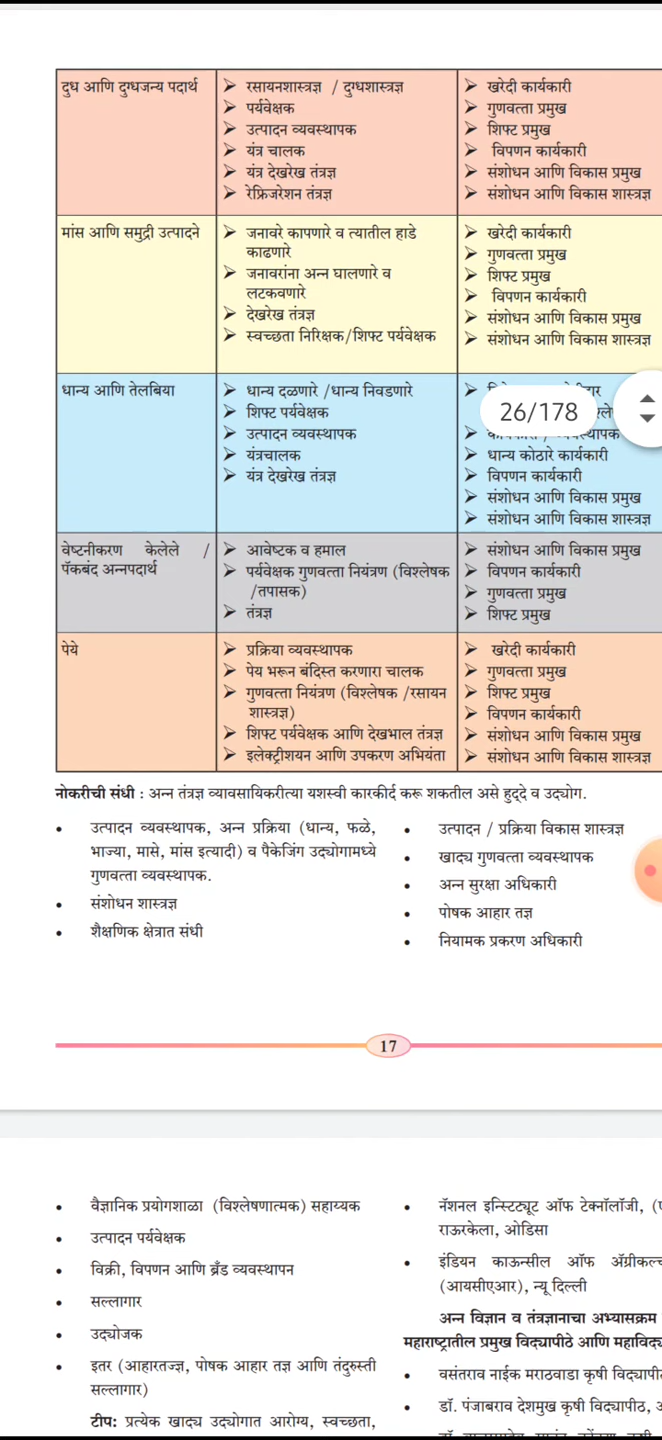 दुध आणि दुग्धजन्य पदार्थ
➤ रसायनशास्त्रज्ञ / दुग्धशास्त्रज्ञ
➤ पर्यवेक्षक
➤ उत्पादन व्यवस्थापक
➤ यंत्र चालक
➤ यंत्र देखरेख तंत्रज्ञ
➤ रेफ्रिजरेशन तंत्रज्ञ
➤ खरेदी कार्यकारी
➤ गुणवत्ता प्रमुख
➤ शिफ्ट प्रमुख
➤ विपणन कार्यकारी
➤ संशोधन आणि विकास प्रमुख
➤ संशोधन आणि विकास शास्त्रज्ञ
मांस आणि समुद्री उत्पादने
➤ जनावरे कापणारे व त्यातील हाडे
काढणारे
➤ जनावरांना अन्न घालणारे व
लटकवणारे
➤ देखरेख तंत्रज्ञ
➤ स्वच्छता निरिक्षक/शिफ्ट पर्यवेक्षक
➤ खरेदी कार्यकारी
➤ गुणवत्ता प्रमुख
➤ शिफ्ट प्रमुख
➤ विपणन कार्यकारी
➤ संशोधन आणि विकास प्रमुख
➤ संशोधन आणि विकास शास्त्रज्ञ
धान्य आणि तेलबिया
➤ धान्य दळणारे /धान्य निवडणारे
➤ शिफ्ट पर्यवेक्षक
➤ उत्पादन व्यवस्थापक
➤ यंत्रचालक
➤ यंत्र देखरेख तंत्रज्ञ
26/178
➤ धान्य कोठारे कार्यकारी
➤ विपणन कार्यकारी
➤ संशोधन आणि विकास प्रमुख
➤ संशोधन आणि विकास शास्त्रज्ञ
वेष्टनीकरण केलेले /
पॅकबंद अन्नपदार्थ
➤ आवेष्टक व हमाल
➤ पर्यवेक्षक गुणवत्ता नियंत्रण (विश्लेषक
/तपासक)
➤ तंत्रज्ञ
➤ संशोधन आणि विकास प्रमुख
➤ विपणन कार्यकारी
➤ गुणवत्ता प्रमुख
➤ शिफ्ट प्रमुख
पेये
➤ प्रक्रिया व्यवस्थापक
➤ पेय भरून बंदिस्त करणारा चालक
➤ गुणवत्ता नियंत्रण (विश्लेषक /रसायन
शास्त्रज्ञ)
➤ शिफ्ट पर्यवेक्षक आणि देखभाल तंत्रज्ञ
➤ इलेक्ट्रीशयन आणि उपकरण अभियंता
➤ खरेदी कार्यकारी
➤ गुणवत्ता प्रमुख
➤ शिफ्ट प्रमुख
➤ विपणन कार्यकारी
➤ संशोधन आणि विकास प्रमुख
➤ संशोधन आणि विकास शास्त्रज्ञ
नोकरीची संधी : अन्न तंत्रज्ञ व्यावसायिकरीत्या यशस्वी कारकीर्द करू शकतील असे हुद्दे व उद्योग.
• उत्पादन व्यवस्थापक, अन्न प्रक्रिया (धान्य, फळे,
भाज्या, मासे, मांस इत्यादी) व पैकेजिंग उद्योगामध्ये
गुणवत्ता व्यवस्थापक.
• संशोधन शास्त्रज्ञ
• शैक्षणिक क्षेत्रात संधी
• उत्पादन / प्रक्रिया विकास शास्त्रज्ञ
• खाद्य गुणवत्ता व्यवस्थापक
• अन्न सुरक्षा अधिकारी
• पोषक आहार तज्ञ
• नियामक प्रकरण अधिकारी
17
• वैज्ञानिक प्रयोगशाळा (विश्लेषणात्मक) सहाय्यक
• उत्पादन पर्यवेक्षक
• विक्री, विपणन आणि ब्रँड व्यवस्थापन
• सल्लागार
• उद्योजक
• इतर (आहारतज्ज्ञ, पोषक आहार तज्ञ आणि तंदुरुस्ती
सल्लागार)
टीप: प्रत्येक खाद्य उद्योगात आरोग्य, स्वच्छता,
• नॅशनल इन्स्टिट्यूट ऑफ टेक्नॉलॉजी,
राऊरकेला, ओडिसा
• इंडियन काऊन्सील ऑफ
(आयसीएआर), न्यू दिल्ली
अन्न विज्ञान व तंत्रज्ञानाचा अभ्यासक्रम
महाराष्ट्रातील प्रमुख विद्यापीठे आणि
• वसंतराव नाईक मराठवाडा कृषी
• डॉ. पंजाबराव देशमुख कृषी विद्यापीठ,